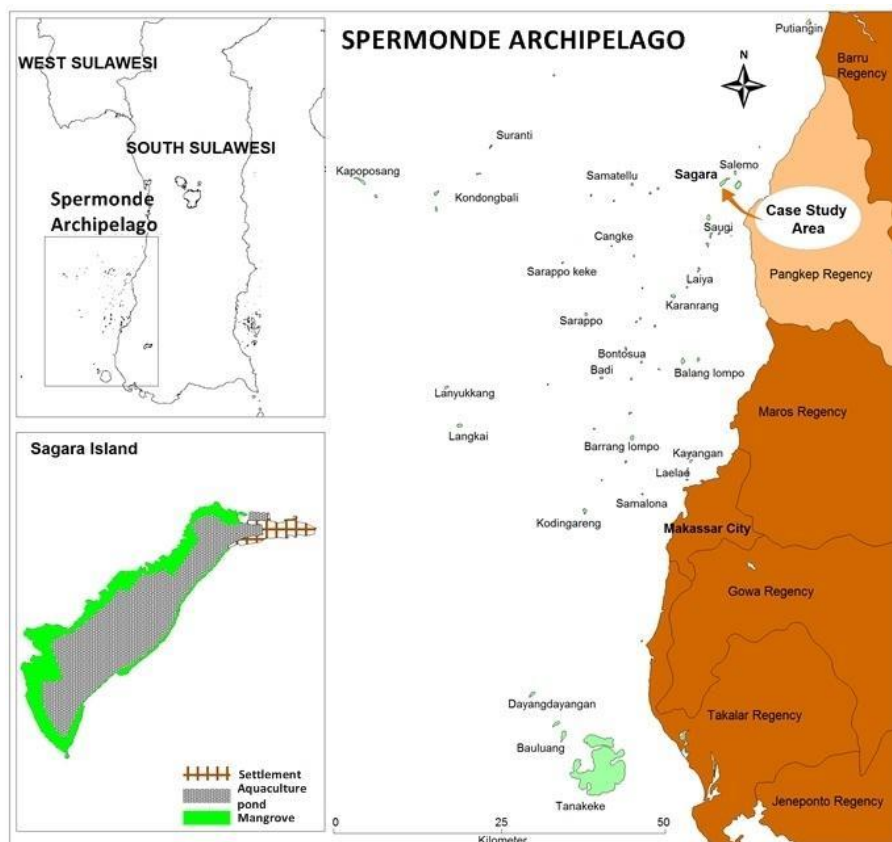 WEST SULAWESI
SOUTH SULAWESI
Spermonde
Archipelago
Sagara Island
Settlement
Aquaculture
pond
Mangrove
SPERMONDE ARCHIPELAGO
N
Putiangin
Barru
Regency
Suranti
Kapoposang
Kondongbali
Samatellu
Sagara
Salemo
Case Study
Area
Saugi
Cangke
Pangkep Regency
Sarappo keke
Laiya
Karanrang
Sarappo
Bontosua
Badi
Balang lompo
Lanyukkang
Maros Regency
Langkai
Barrang lompo
Kayangan
Laelae
Samalona
Kodingareng
Makassar City
Gowa Regency
Dayangdayangan
Takalar Regency
Bauluang
Tanakeke
Jeneponto Regency
0 25 50
Kilometer